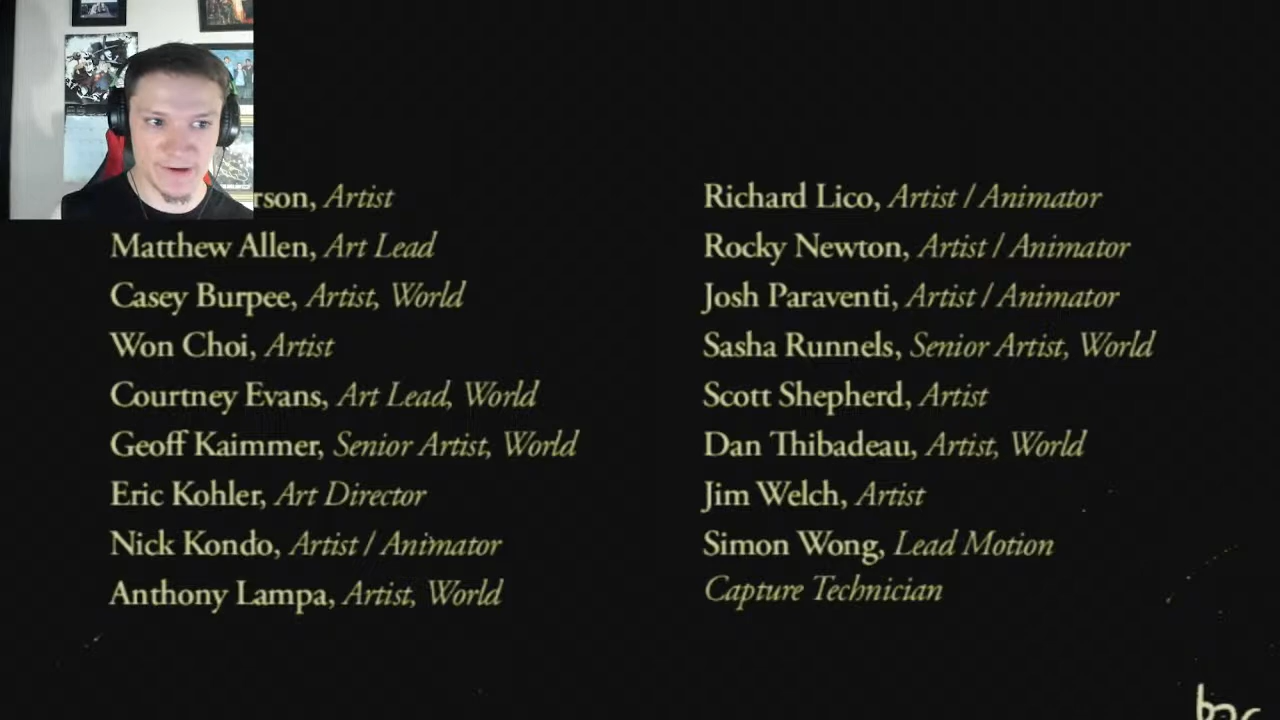 Artist
Matthew Allen, Art Lead
Casey Burpee, Artist, World
Won Choi, Artist
Courtney Evans, Art Lead, World
Geoff Kaimmer, Senior Artist, World
Eric Kohler, Art Director
Nick Kondo, Artist / Animator
Anthony Lampa, Artist, World
Richard Lico, Artist / Animator
Rocky Newton, Artist / Animator
Josh Paraventi, Artist / Animator
Sasha Runnels, Senior Artist, World
Scott Shepherd, Artist
Dan Thibadeau, Artist, World
Jim Welch, Artist
Simon Wong, Lead Motion
Capture Technician